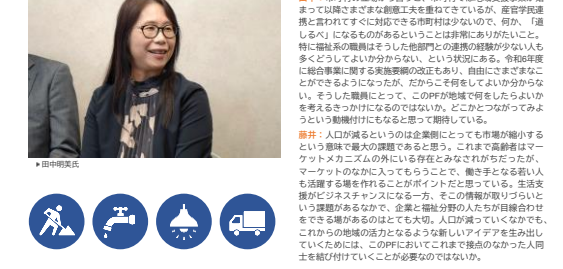 まって以降さまざまな創意工夫を重ねてきているが、産官学民連
携と言われてすぐに対応できる市町村は少ないので、何か、「道
しるべ」になるものがあるということは非常にありがたいこと。
特に福祉系の職員はそうした他部門との連携の経験が少ない人も
多くどうしてよいか分からない、という状況にある。令和6年度
に総合事業に関する実施要綱の改正もあり、自由にさまざまなこ
とができるようになったが、だからこそ何をしてよいか分からな
い。そうした職員にとって、このPFが地域で何をしたらよいか
を考えるきっかけになるのではないか。どこかとつながってみよ
うという動機付けにもなると思って期待している。
藤井：人口が減るというのは企業側にとっても市場が縮小する
という意味で最大の課題であると思う。これまで高齢者はマー
ケットメカニズムの外にいる存在とみなされがちだったが、
マーケットのなかに入ってもらうことで、働き手となる若い人
も活躍する場を作れることがポイントだと思っている。生活支
援がビジネスチャンスになる一方、そこの情報が取りづらいと
いう課題があるなかで、企業と福祉分野の人たちが目線合わせ
をできる場があるのはとても大切。人口が減っていくなかでも、
これからの地域の活力となるような新しいアイデアを生み出し
ていくためには、このPFにおいてこれまで接点のなかった人同
士を結び付けていくことが必要なのではないか。
▶田中明美氏